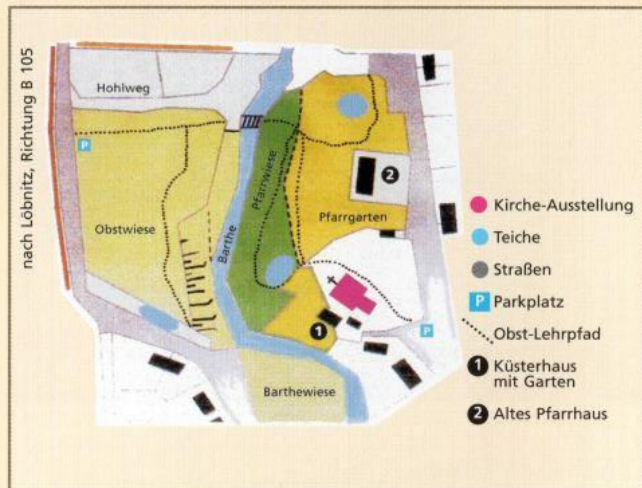 nach Löbnitz, Richtung B 105
Hohlweg
P
Obstwiese
Barthe
Pfarrwiese
Pfarrgarten
2
1
P
Barthewiese
Kirche-Ausstellung
Teiche
Straßen
P Parkplatz
Obst-Lehrpfad
1 Küsterhaus
mit Garten
2 Altes Pfarrhaus